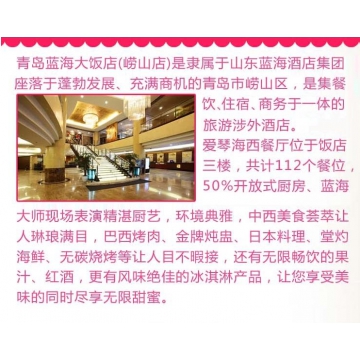 青岛蓝海大饭店(崂山店)是隶属于山东蓝海酒店集团
座落于蓬勃发展、充满商机的青岛市崂山区，是集餐
饮、住宿、商务于一体的
旅游涉外酒店。
爱琴海西餐厅位于饭店
三楼，共计112个餐位，
50%开放式厨房、蓝海
大师现场表演精湛厨艺，环境典雅，中西美食荟萃让
人琳琅满目，巴西烤肉、金牌炖盅、日本料理、堂灼
海鲜、无碳烧烤等让人目不暇接，还有无限畅饮的果
汁、红酒，更有风味绝佳的冰淇淋产品，让您享受美
味的同时尽享无限甜蜜。